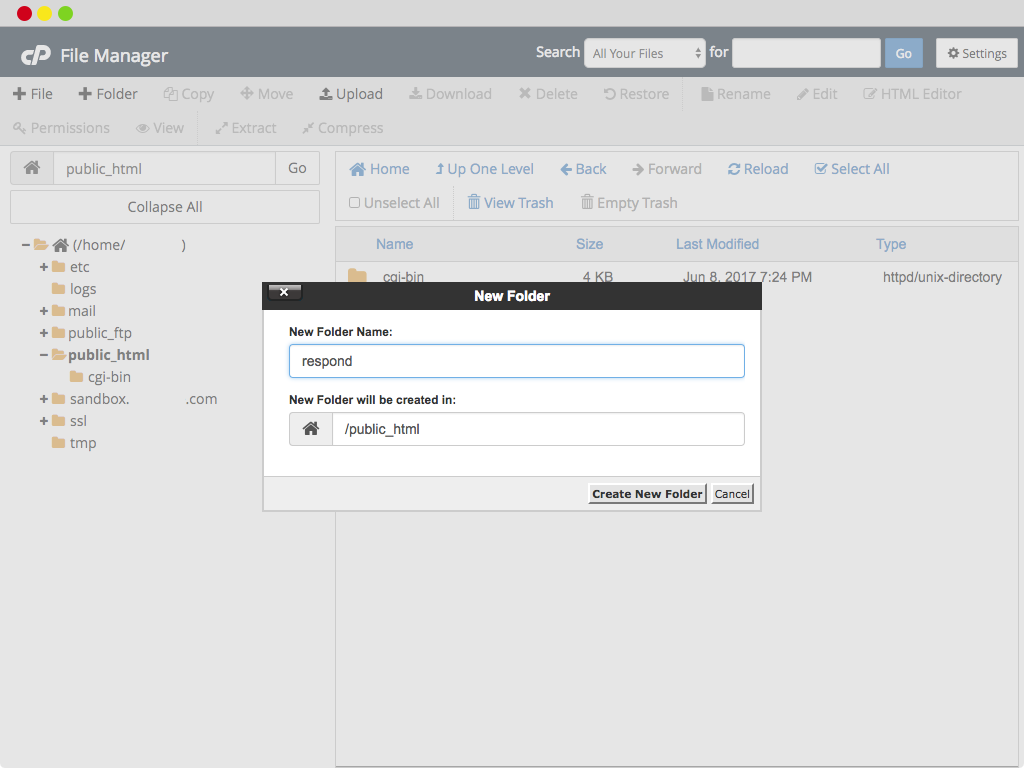 cP File Manager
Search All Your Files for Go Settings
File Folder Copy Move Upload Download Delete Restore Rename Edit HTML Editor
Permissions View Extract Compress
public_html Go
Collapse All
(/home/ )
etc
logs
mail
public_ftp
public_html
cgi-bin
sandbox. .com
ssl
tmp
Home Up One Level Back Forward Reload Select All
Unselect All View Trash Empty Trash
Name Size Last Modified Type
cgi-bin 4 KB Jun 8, 2017 7:24 PM httpd/unix-directory
New Folder
New Folder Name:
respond
New Folder will be created in:
/public_html
Create New Folder Cancel